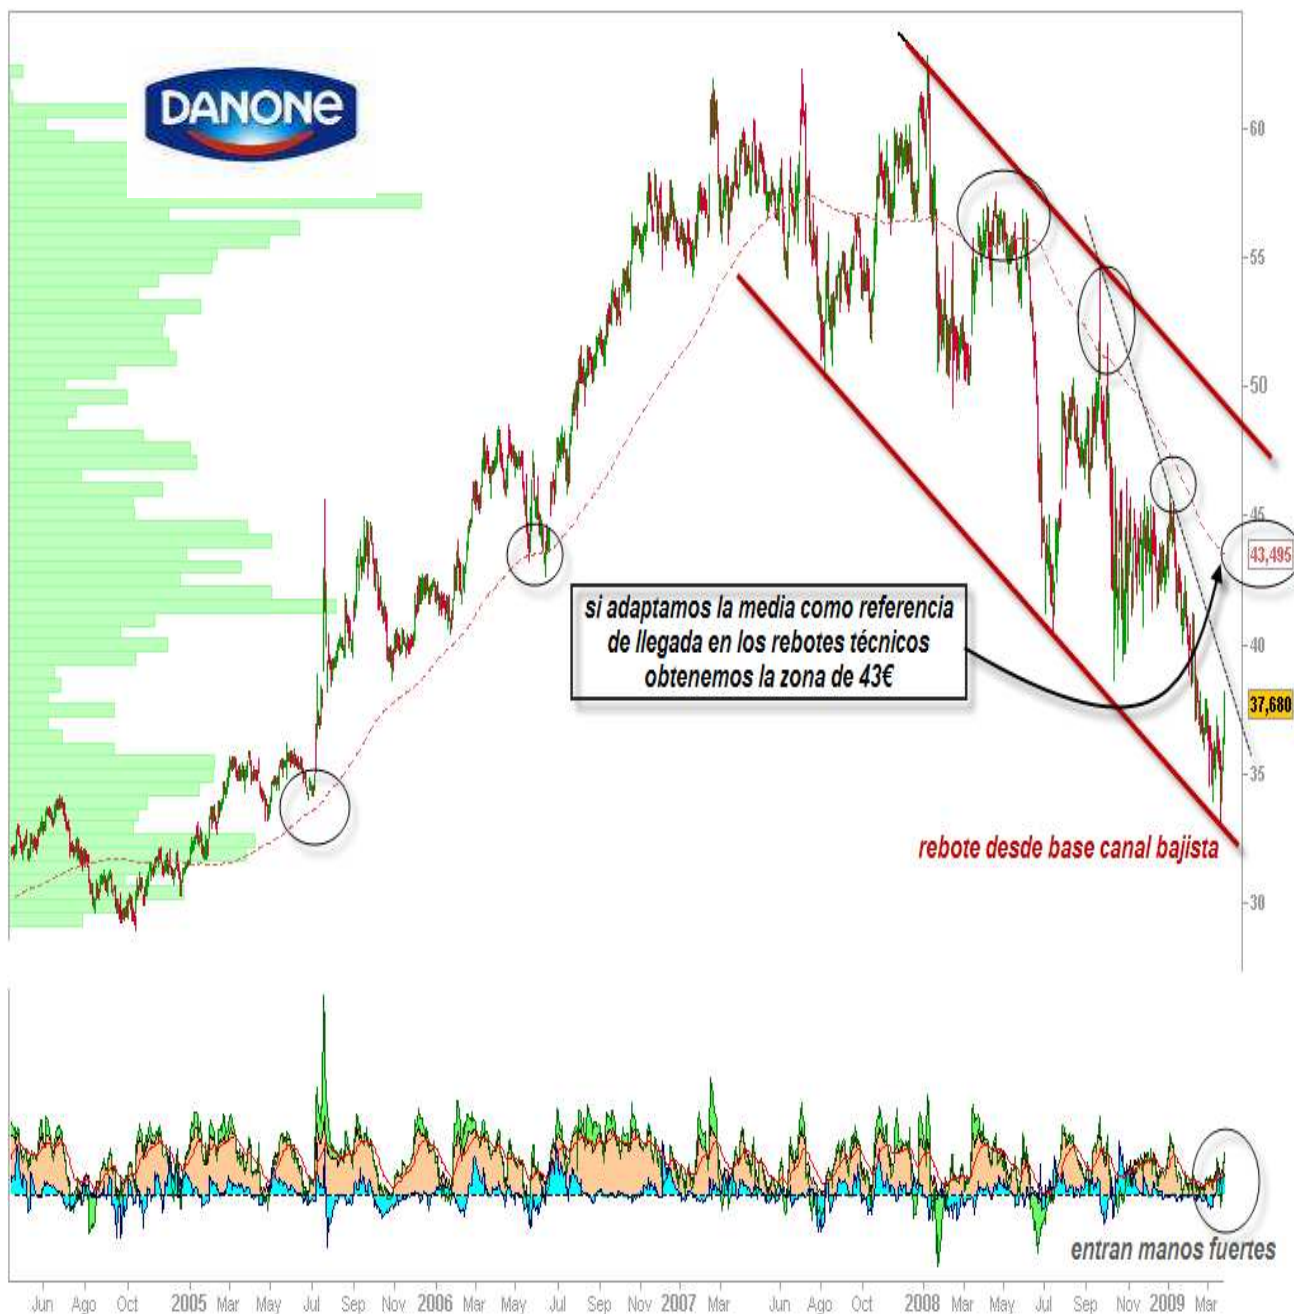 DANONE
60
55
50
45
43,495
si adaptamos la media como referencia
de llegada en los rebotes técnicos
obtenemos la zona de 43€
40
37,680
35
rebote desde base canal bajista
30
entran manos fuertes
Jun Ago Oct 2005 Mar May Jul Sep Nov 2006 Mar May Jul Sep Nov 2007 Mar Jun Ago Oct 2008 Mar May Jul Sep Nov 2009 Mar